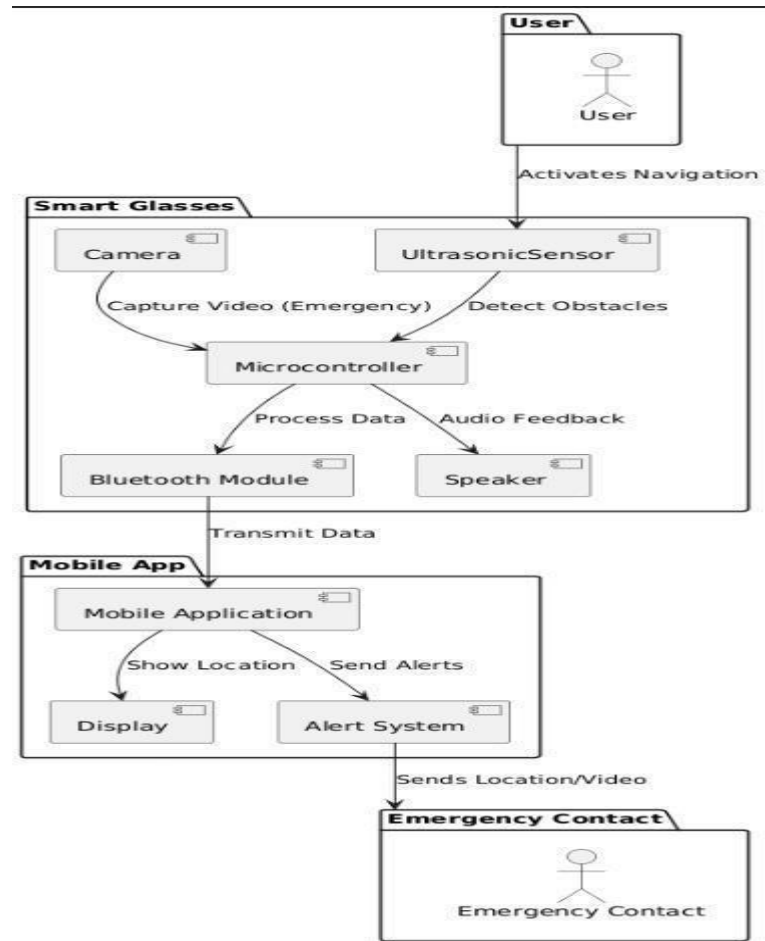 User
User
Activates Navigation
Smart Glasses
Camera
UltrasonicSensor
Capture Video (Emergency)
Detect Obstacles
Microcontroller
Process Data
Audio Feedback
Bluetooth Module
Speaker
Transmit Data
Mobile App
Mobile Application
Show Location
Send Alerts
Display
Alert System
Sends Location/Video
Emergency Contact
Emergency Contact